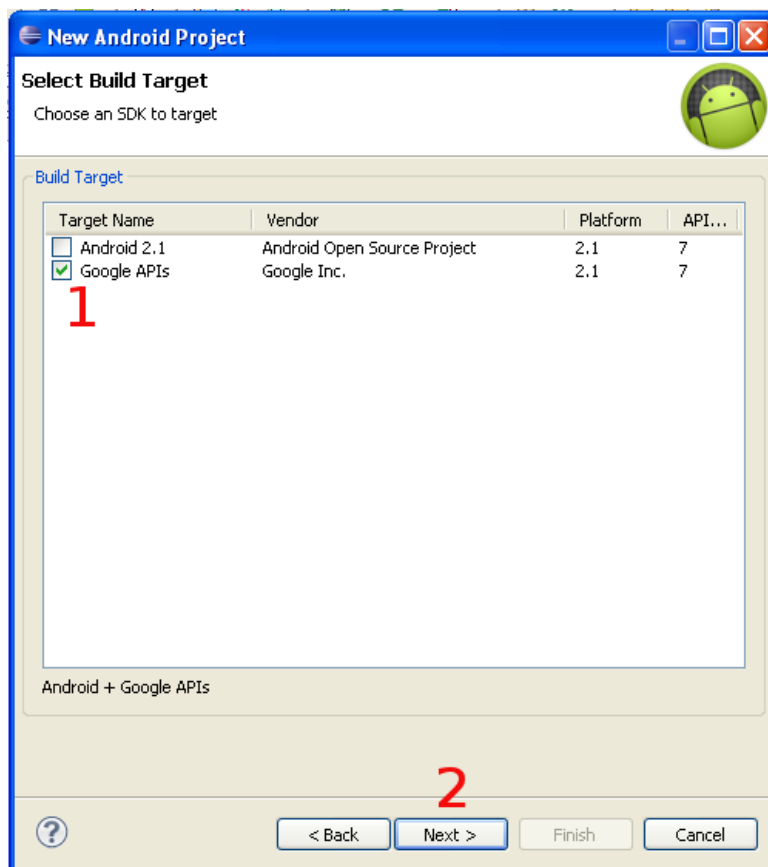 New Android Project
Select Build Target
Choose an SDK to target
Build Target
Target Name Vendor Platform API...
Android 2.1 Android Open Source Project 2.1 7
Google APIs Google Inc. 2.1 7
1
Android + Google APIs
2
? < Back Next > Finish Cancel